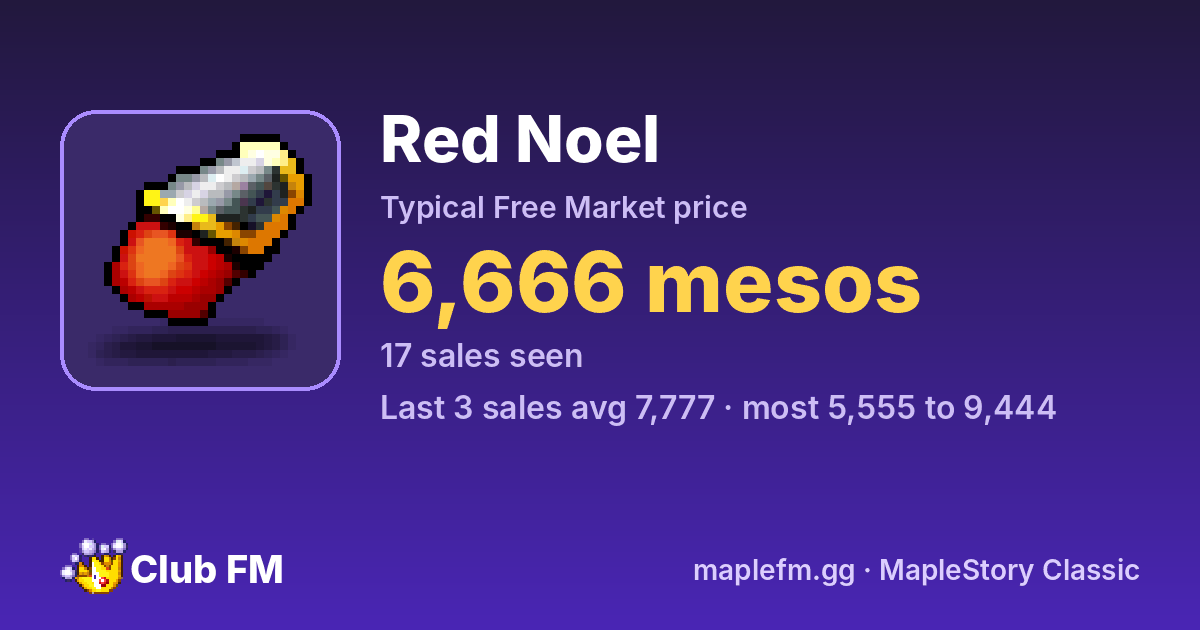 Red Noel
Typical Free Market price
6,666 mesos
17 sales seen
Last 3 sales avg 7,777 · most 5,555 to 9,444
Club FM
maplefm.gg · MapleStory Classic